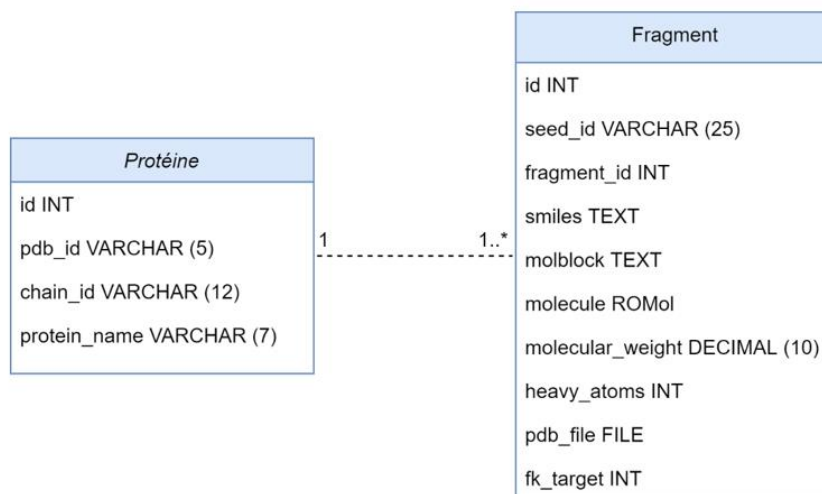 Protéine
id INT
pdb_id VARCHAR (5)
chain_id VARCHAR (12)
protein_name VARCHAR (7)
1
1..*
Fragment
id INT
seed_id VARCHAR (25)
fragment_id INT
smiles TEXT
molblock TEXT
molecule ROMol
molecular_weight DECIMAL (10)
heavy_atoms INT
pdb_file FILE
fk_target INT